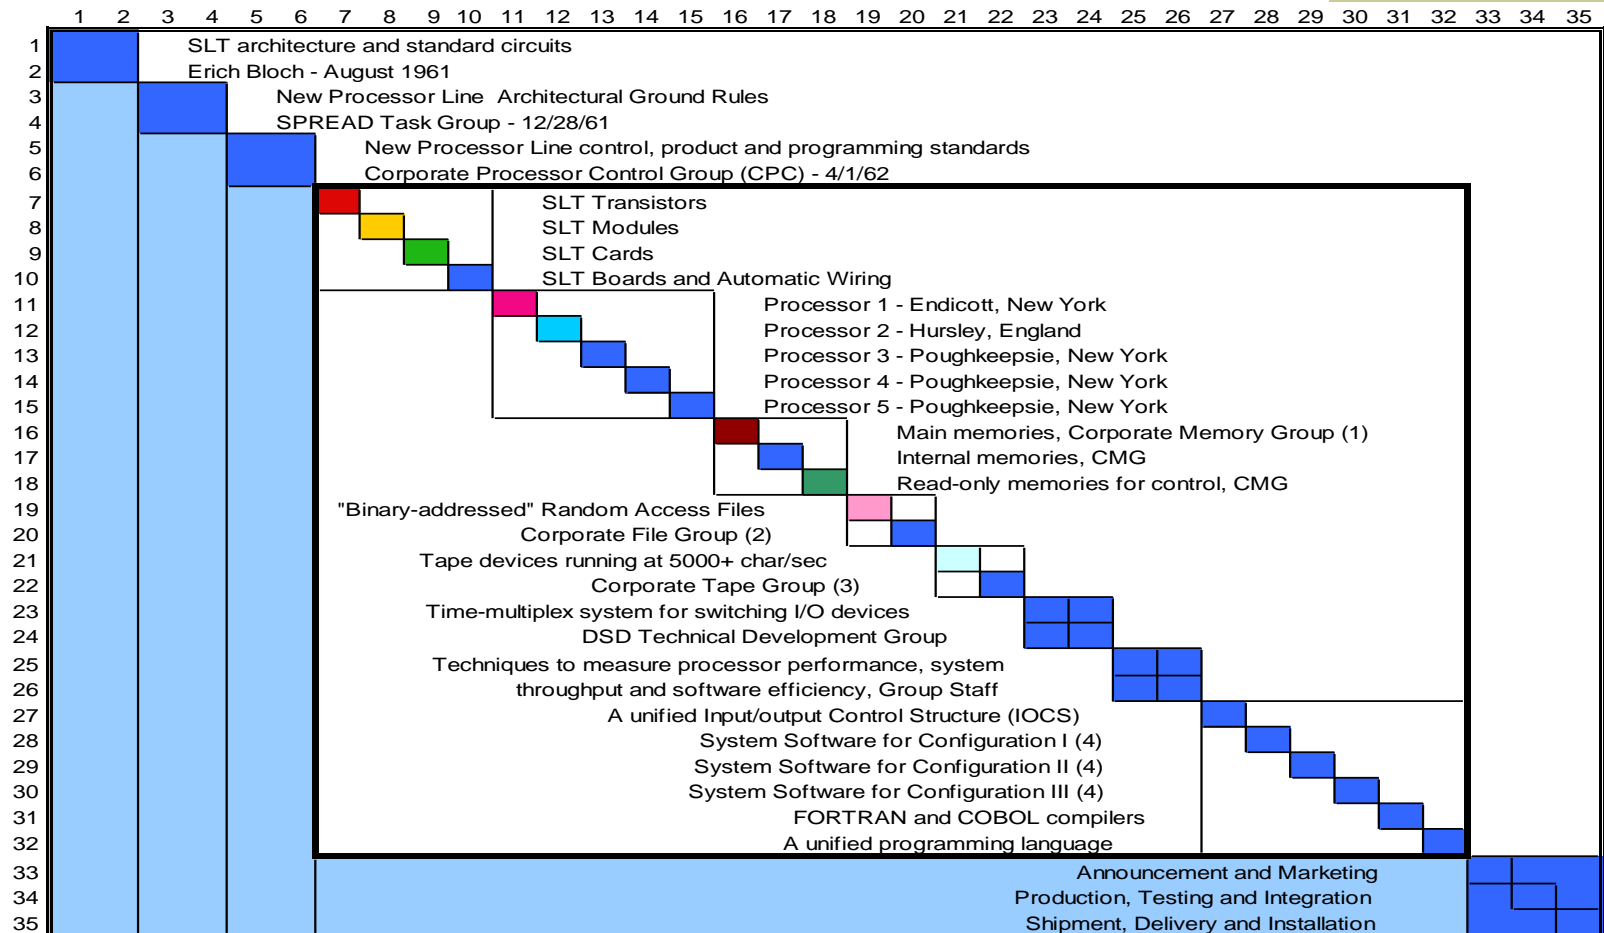 1 2 3 4 5 6 7 8 9 10 11 12 13 14 15 16 17 18 19 20 21 22 23 24 25 26 27 28 29 30 31 32 33 34 35
1 SLT architecture and standard circuits
2 Erich Bloch - August 1961
3 New Processor Line Architectural Ground Rules
4 SPREAD Task Group - 12/28/61
5 New Processor Line control, product and programming standards
6 Corporate Processor Control Group (CPC) - 4/1/62
7 SLT Transistors
8 SLT Modules
9 SLT Cards
10 SLT Boards and Automatic Wiring
11 Processor 1 - Endicott, New York
12 Processor 2 - Hursley, England
13 Processor 3 - Poughkeepsie, New York
14 Processor 4 - Poughkeepsie, New York
15 Processor 5 - Poughkeepsie, New York
16 Main memories, Corporate Memory Group (1)
17 Internal memories, CMG
18 Read-only memories for control, CMG
19 "Binary-addressed" Random Access Files
20 Corporate File Group (2)
21 Tape devices running at 5000+ char/sec
22 Corporate Tape Group (3)
23 Time-multiplex system for switching I/O devices
24 DSD Technical Development Group
25 Techniques to measure processor performance, system
26 throughput and software efficiency, Group Staff
27 A unified Input/output Control Structure (IOCS)
28 System Software for Configuration I (4)
29 System Software for Configuration II (4)
30 System Software for Configuration III (4)
31 FORTRAN and COBOL compilers
32 A unified programming language
33 Announcement and Marketing
34 Production, Testing and Integration
35 Shipment, Delivery and Installation